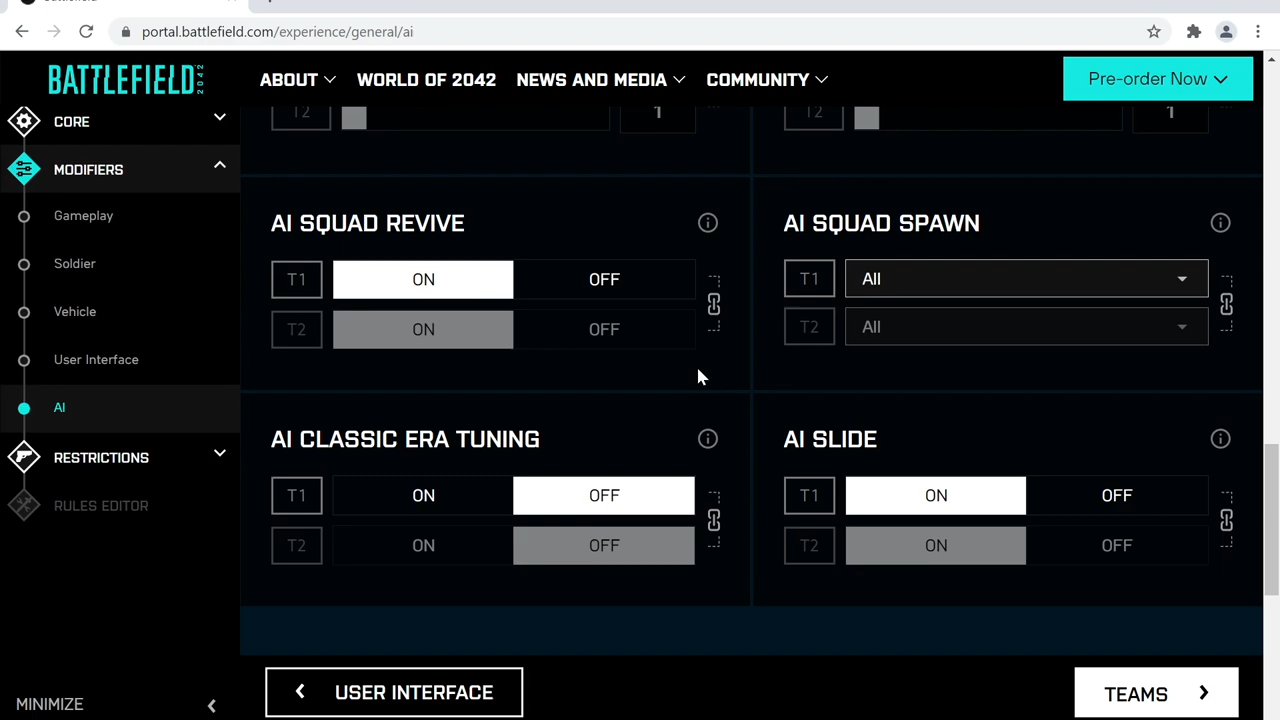 portal.battlefield.com/experience/general/ai
BATTLEFIELD 2042
ABOUT
WORLD OF 2042
NEWS AND MEDIA
COMMUNITY
Pre-order Now
CORE
MODIFIERS
Gameplay
Soldier
Vehicle
User Interface
AI
RESTRICTIONS
RULES EDITOR
MINIMIZE
T2
1
T2
1
AI SQUAD REVIVE
T1 ON OFF
T2 ON OFF
AI SQUAD SPAWN
T1 All
T2 All
AI CLASSIC ERA TUNING
T1 ON OFF
T2 ON OFF
AI SLIDE
T1 ON OFF
T2 ON OFF
USER INTERFACE
TEAMS